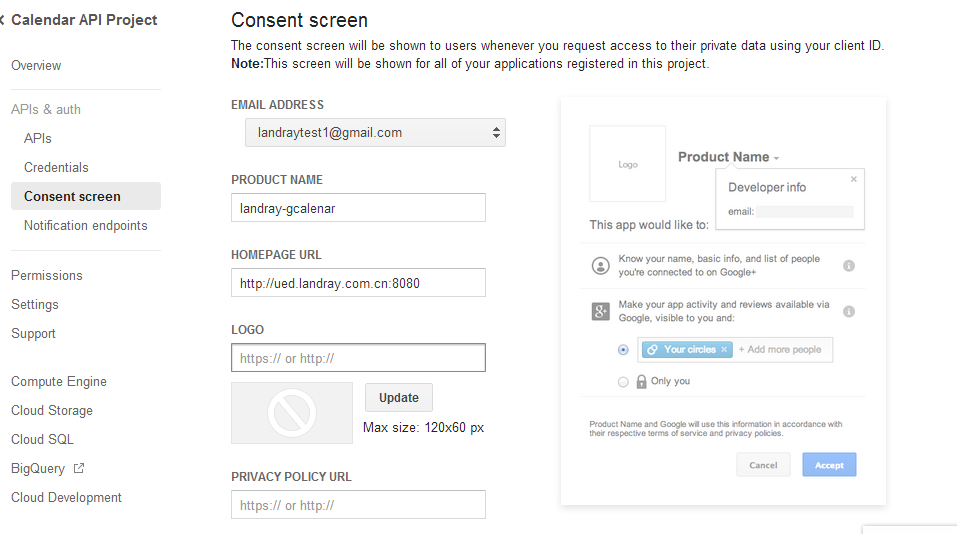 Calendar API Project
Overview
APIs & auth
APIs
Credentials
Consent screen
Notification endpoints
Permissions
Settings
Support
Compute Engine
Cloud Storage
Cloud SQL
BigQuery
Cloud Development
Consent screen
The consent screen will be shown to users whenever you request access to their private data using your client ID.
Note:This screen will be shown for all of your applications registered in this project.
EMAIL ADDRESS
landraytest1@gmail.com
PRODUCT NAME
landray-gcalenar
HOMEPAGE URL
http://ued.landray.com.cn:8080
LOGO
https:// or http://
Update
Max size: 120x60 px
PRIVACY POLICY URL
https:// or http://
Logo
Product Name
Developer info
email:
This app would like to:
Know your name, basic info, and list of people
you're connected to on Google+
Make your app activity and reviews available via
Google, visible to you and:
Your circles × + Add more people
Only you
Product Name and Google will use this information in accordance with
their respective terms of service and privacy policies.
Cancel Accept